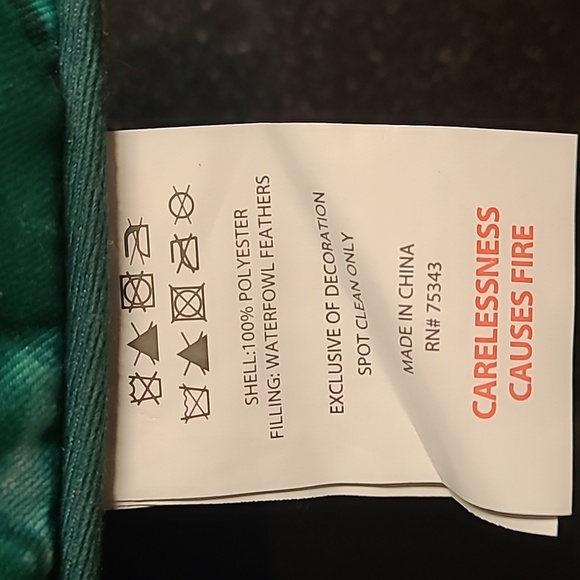 SHELL:100% POLYESTER
FILLING: WATERFOWL FEATHERS
EXCLUSIVE OF DECORATION
SPOT CLEAN ONLY
MADE IN CHINA
RN# 75343
CARELESSNESS
CAUSES FIRE